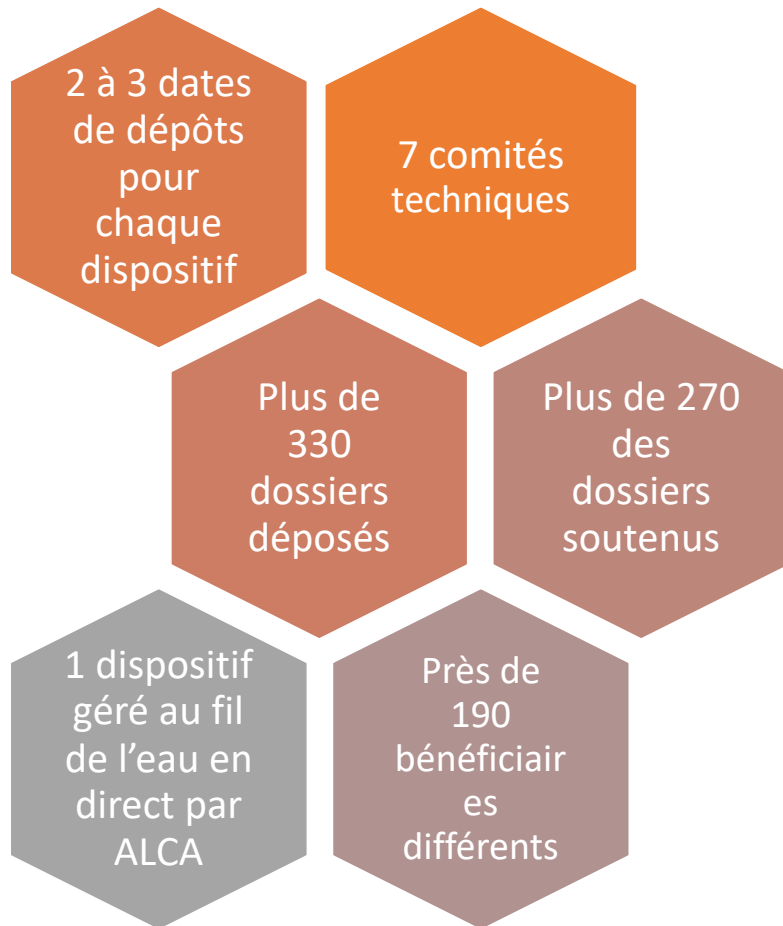 2 à 3 dates
de dépôts
pour
chaque
dispositif
7 comités
techniques
Plus de
330
dossiers
déposés
Plus de 270
des
dossiers
soutenus
1 dispositif
géré au fil
de l’eau en
direct par
ALCA
Près de
190
bénéficiair
es
différents